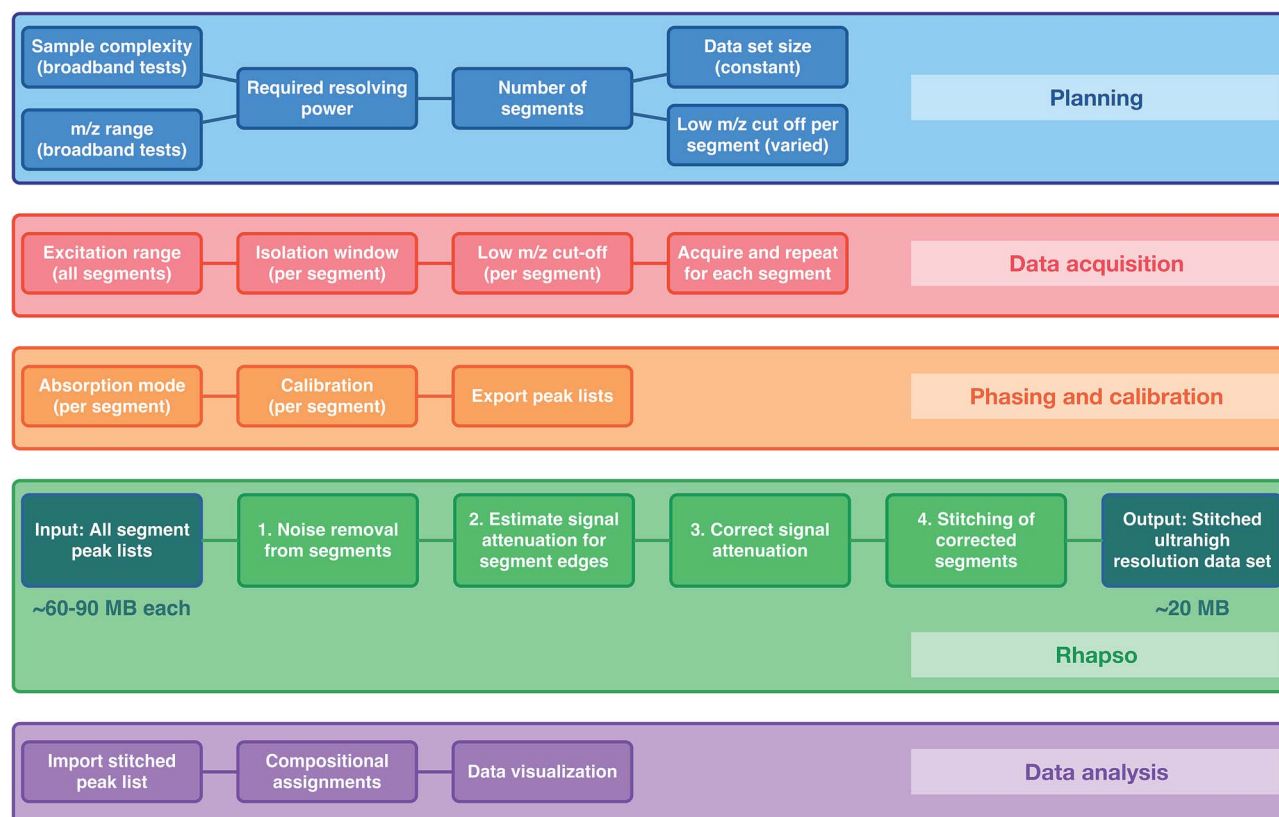 Sample complexity
(broadband tests)
m/z range
(broadband tests)
Required resolving
power
Number of
segments
Data set size
(constant)
Low m/z cut off per
segment (varied)
Planning
Excitation range
(all segments)
Isolation window
(per segment)
Low m/z cut-off
(per segment)
Acquire and repeat
for each segment
Data acquisition
Absorption mode
(per segment)
Calibration
(per segment)
Export peak lists
Phasing and calibration
Input: All segment
peak lists
~60-90 MB each
1. Noise removal
from segments
2. Estimate signal
attenuation for
segment edges
3. Correct signal
attenuation
4. Stitching of
corrected
segments
Output: Stitched
ultrahigh
resolution data set
~20 MB
Rhapso
Import stitched
peak list
Compositional
assignments
Data visualization
Data analysis